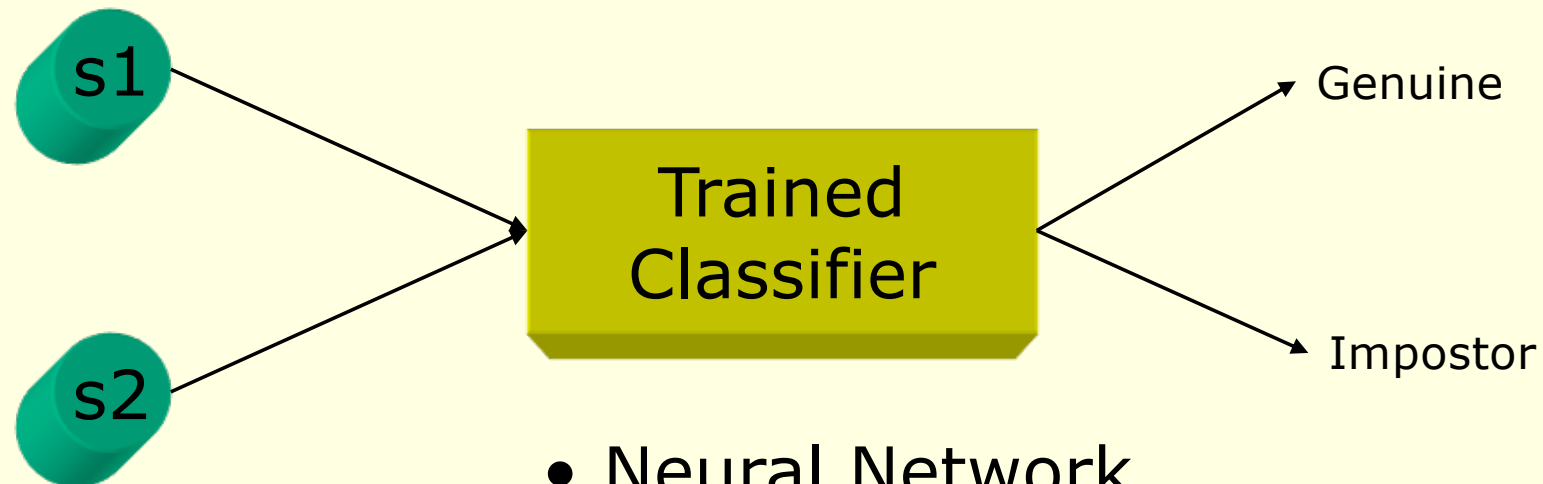 s1
Genuine
Trained
Classifier
Impostor
s2
• Neural Network